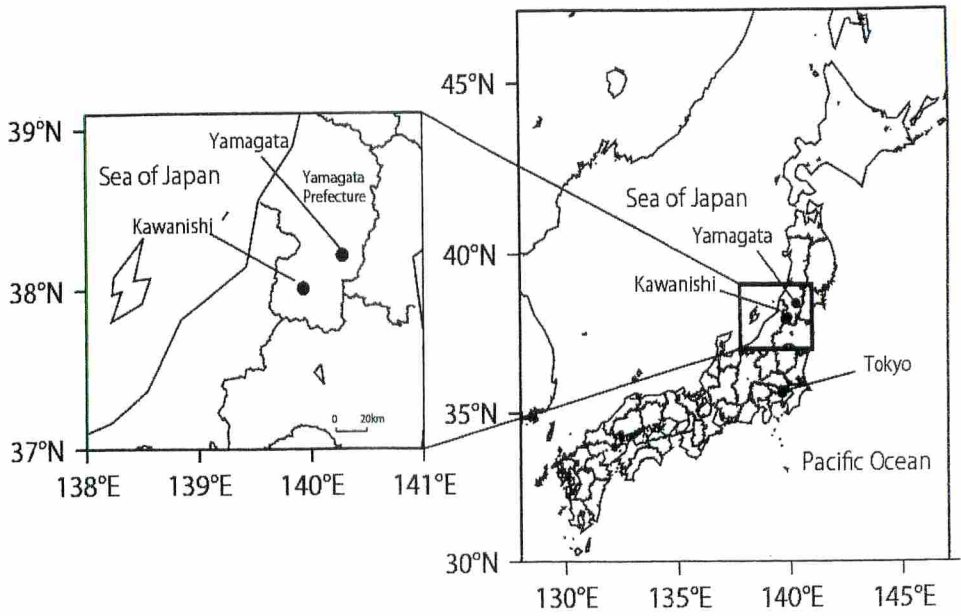 39°N
38°N
37°N
138°E
139°E
140°E
141°E
Sea of Japan
Yamagata
Yamagata
Prefecture
Kawanishi
0 20km
45°N
40°N
35°N
30°N
130°E
135°E
140°E
145°E
Sea of Japan
Yamagata
Kawanishi
Tokyo
Pacific Ocean